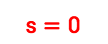 s = 0